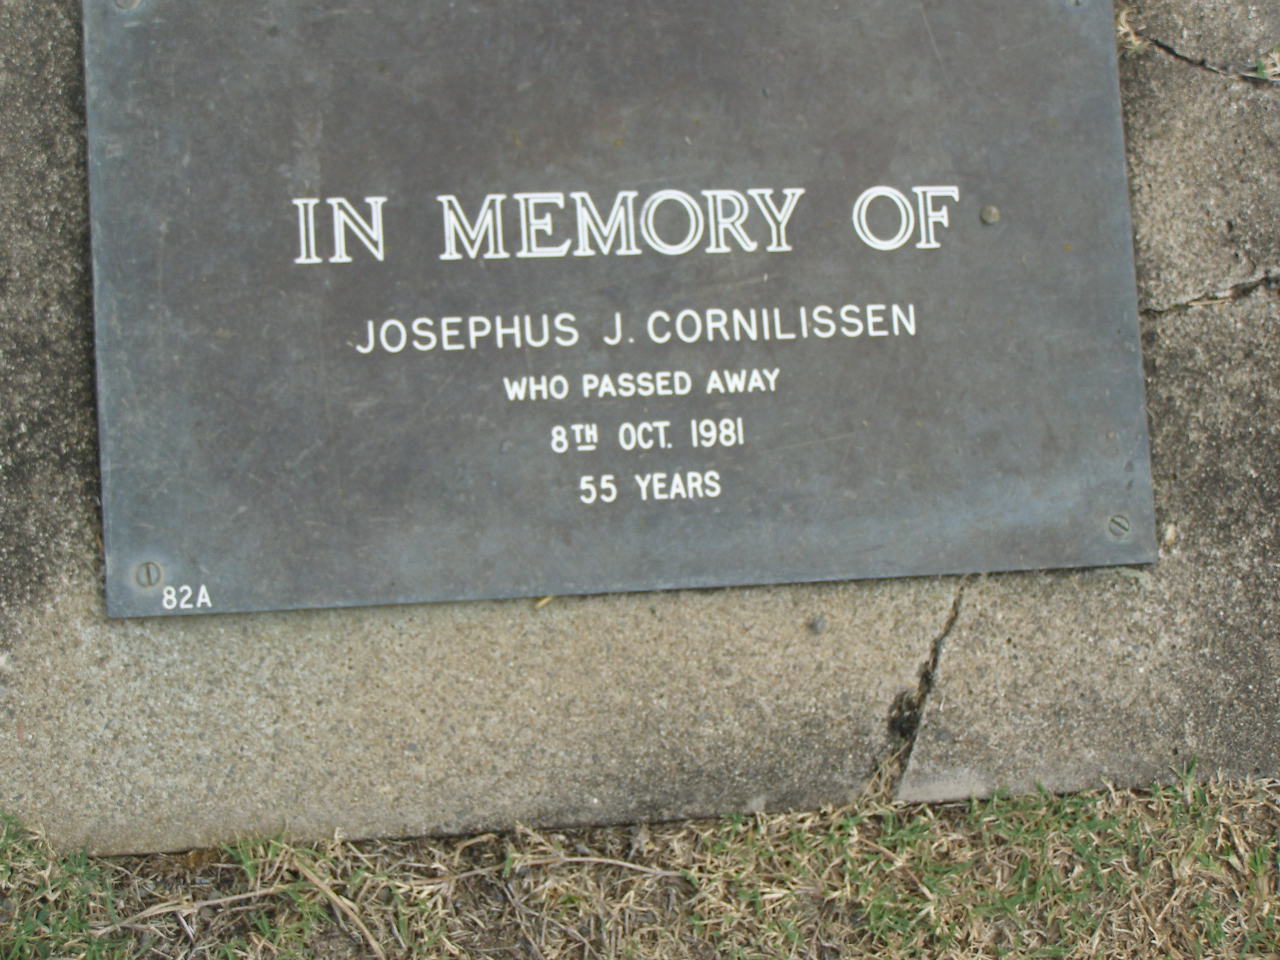 IN MEMORY OF
JOSEPHUS J. CORNILISSEN
WHO PASSED AWAY
8TH OCT. 1981
55 YEARS
82A